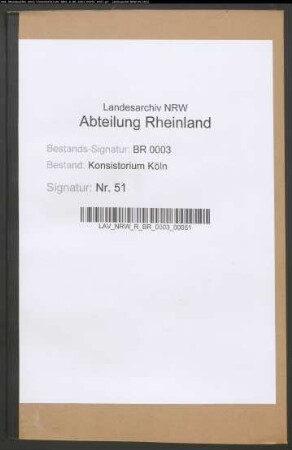 Landesarchiv NRW
Abteilung Rheinland
Bestands-Signatur: BR 0003
Bestand: Konsistorium Köln
Signatur: Nr. 51
LAV_NRW_R_BR_0003_00051